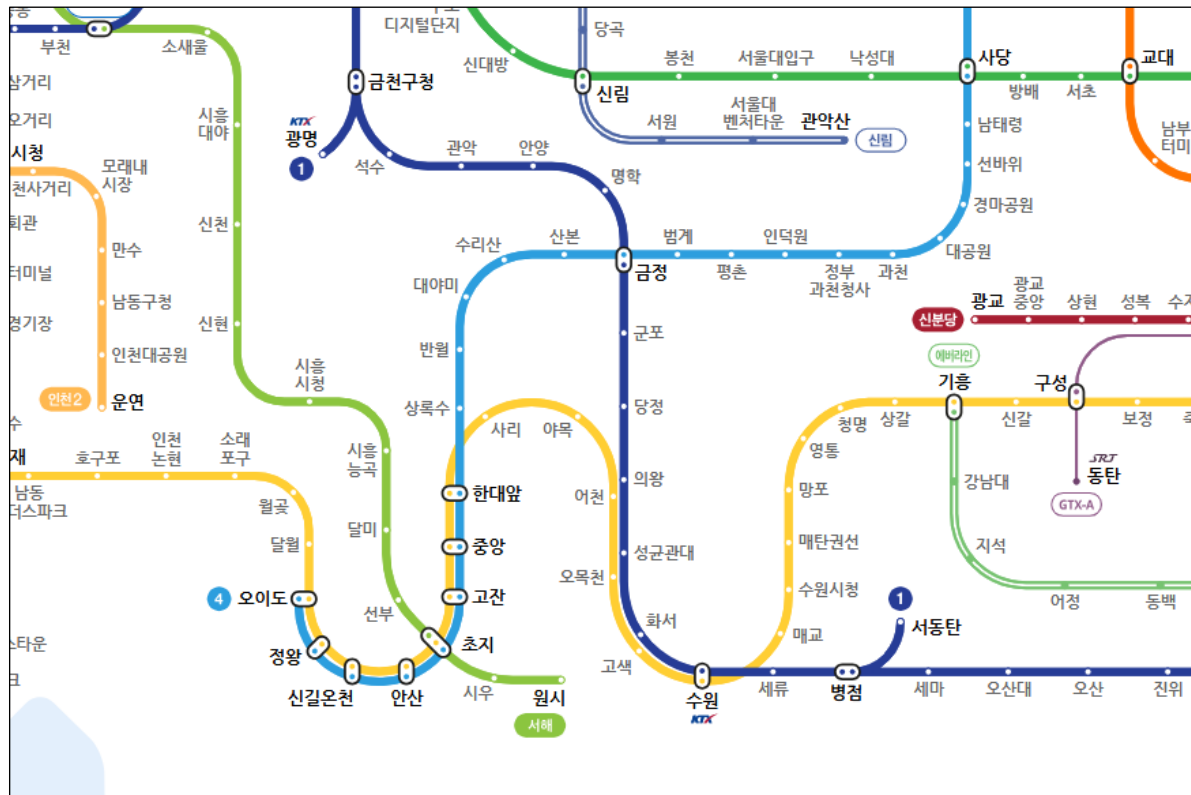 부천
소새울
디지털단지
신대방
당곡
봉천
서울대입구
낙성대
사당
교대
방배
서초
금천구청
신림
서원
서울대
벤처타운
관악산
신림
남태령
선바위
경마공원
대공원
남부
터미
삼거리
오거리
시청
천사거리
모래내
시장
회관
터미널
경기장
만수
남동구청
인천대공원
인천2
운연
시흥
대야
신천
신현
시흥
시청
시흥
능곡
달미
선부
초지
시우
원시
서해
KTX
광명
1
석수
관악
안양
명학
금정
범계
평촌
인덕원
정부
과천청사
과천
산본
수리산
대야미
반월
상록수
한대앞
중앙
고잔
안산
신길온천
정왕
오이도
4
달월
월곶
소래
포구
인천
논현
호구포
재
남동
더스파크
수
스타운
크
사리
야목
어천
오목천
고색
수원
KTX
군포
당정
의왕
성균관대
화서
세류
병점
서동탄
1
세마
오산대
오산
진위
매교
수원시청
매탄권선
망포
영통
청명
상갈
기흥
에버라인
신갈
구성
보정
신분당
광교
광교
중앙
상현
성복
수지
SRT
동탄
GTX-A
강남대
지석
어정
동백